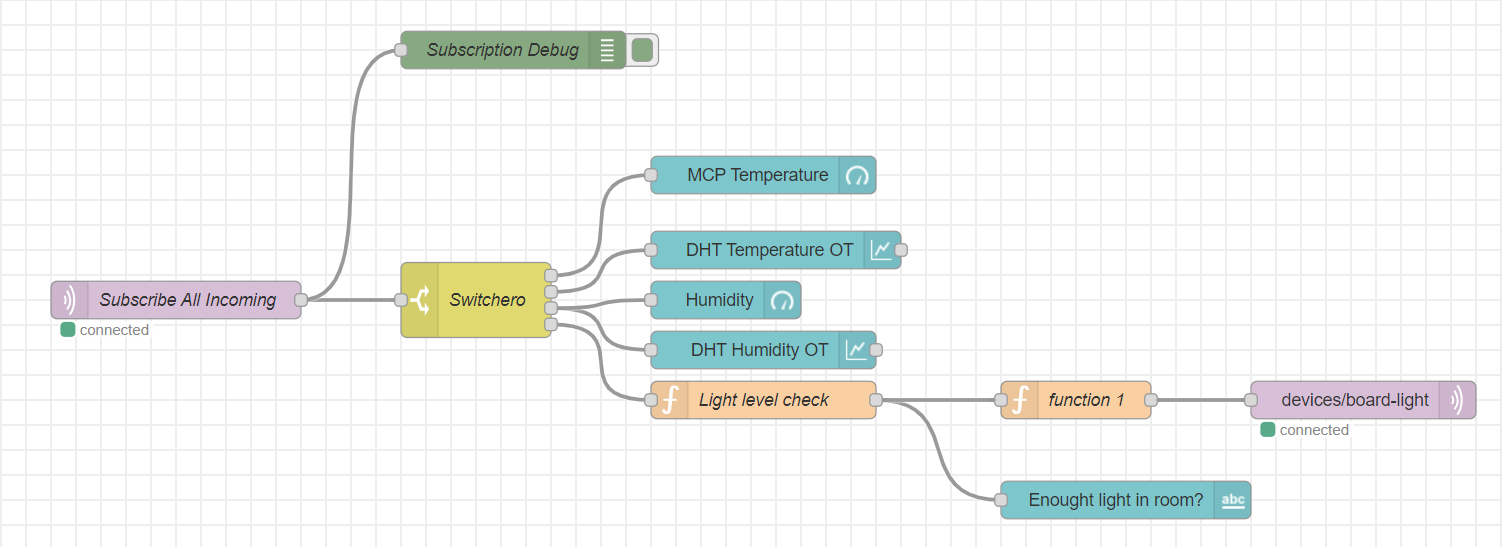 Subscription Debug
MCP Temperature
DHT Temperature OT
Subscribe All Incoming
connected
Switchero
Humidity
DHT Humidity OT
Light level check
function 1
devices/board-light
connected
Enought light in room?
abc